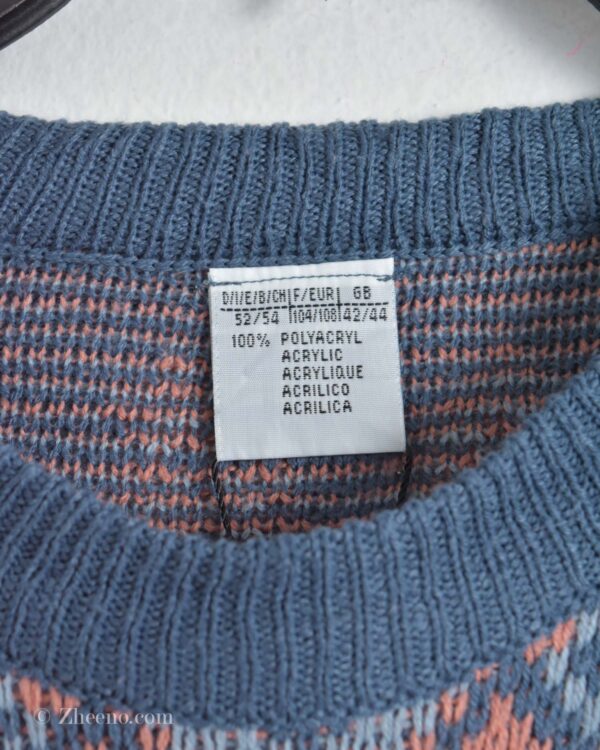 D/I/E/B/CH F/EUR GB
52/54 104/108 42/44
100% POLYACRYL
ACRYLIC
ACRYLIQUE
ACRILICO
ACRILICA
© Zheeno.com